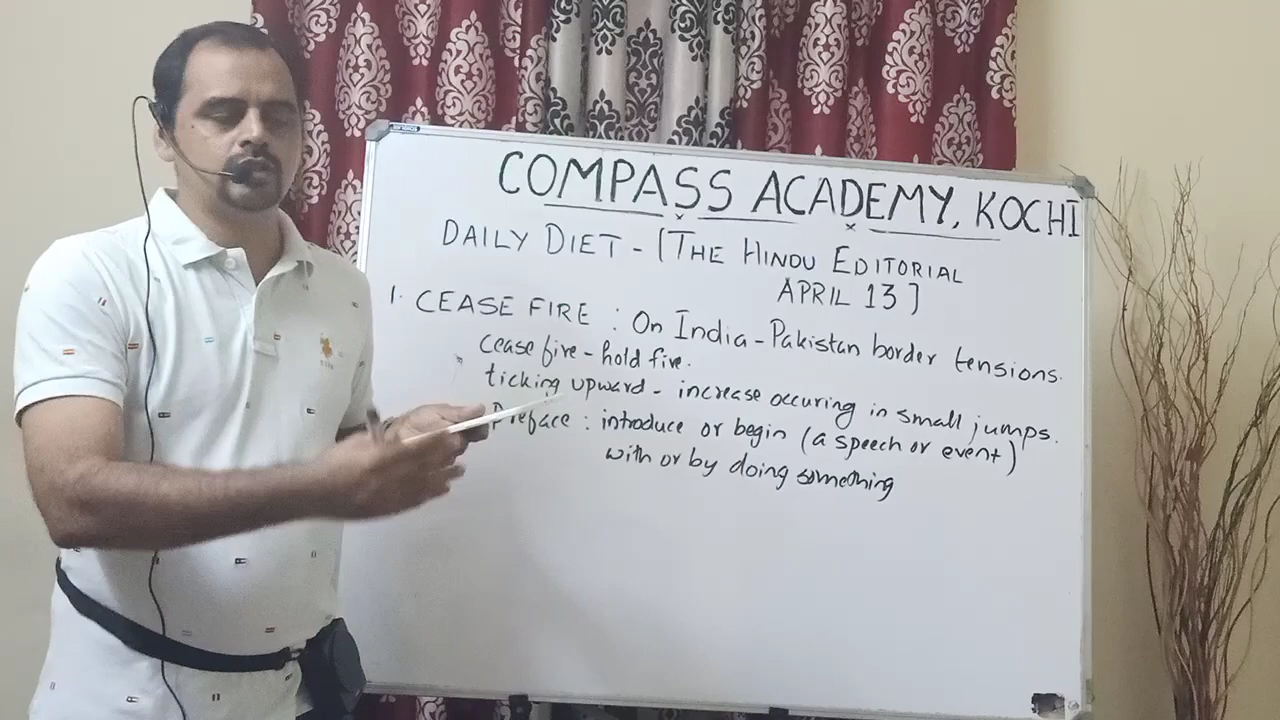 COMPASS ACADEMY, KOCHI
DAILY DIET - [THE HINDU EDITORIAL
APRIL 13]
1. CEASE FIRE : On India-Pakistan border tensions.
cease fire - hold fire.
ticking upward - increase occuring in small jumps.
Preface : introduce or begin (a speech or event)
with or by doing something